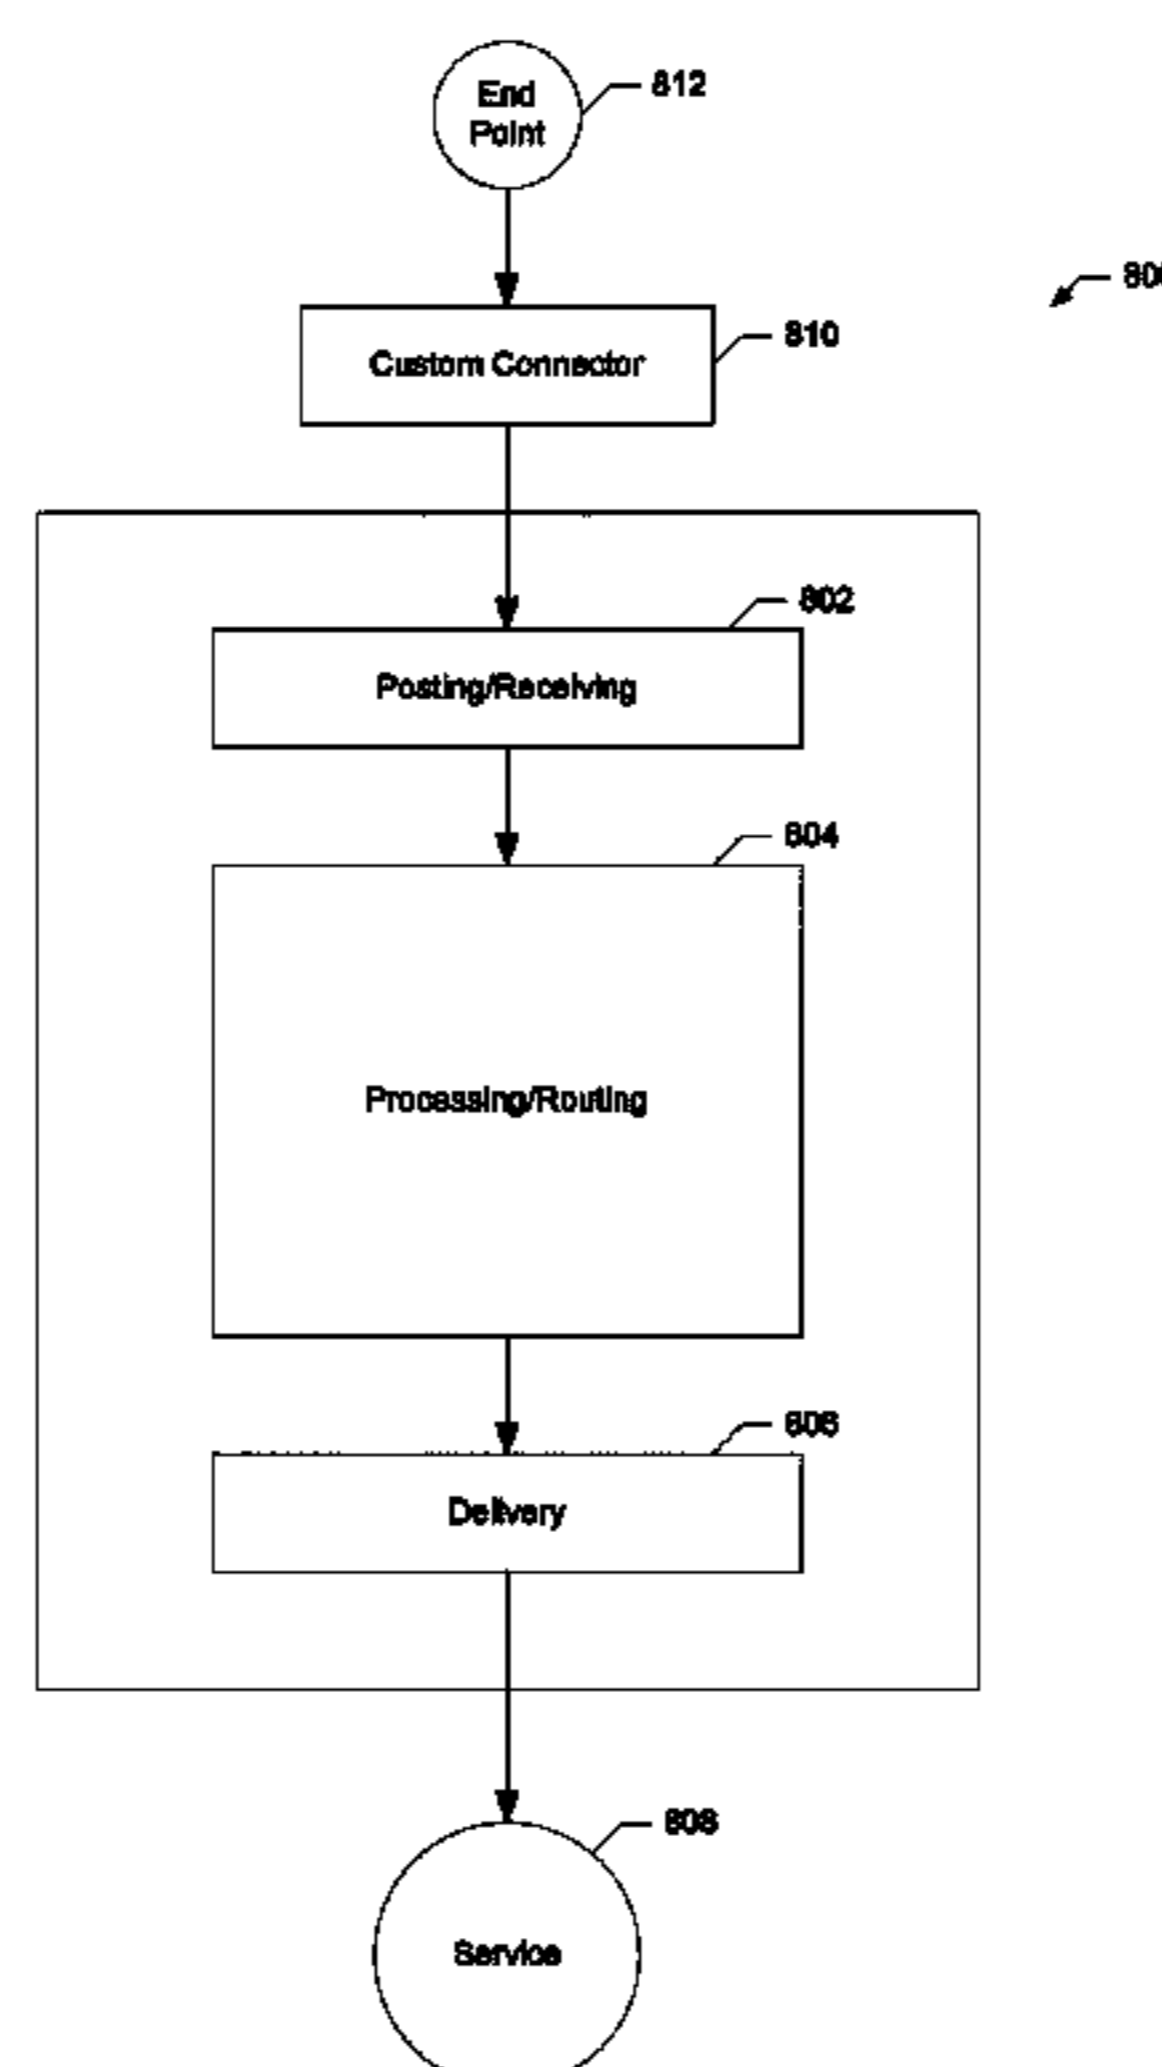 End
Point
812
Custom Connector
810
Posting/Receiving
802
Processing/Routing
804
Delivery
806
Service
808